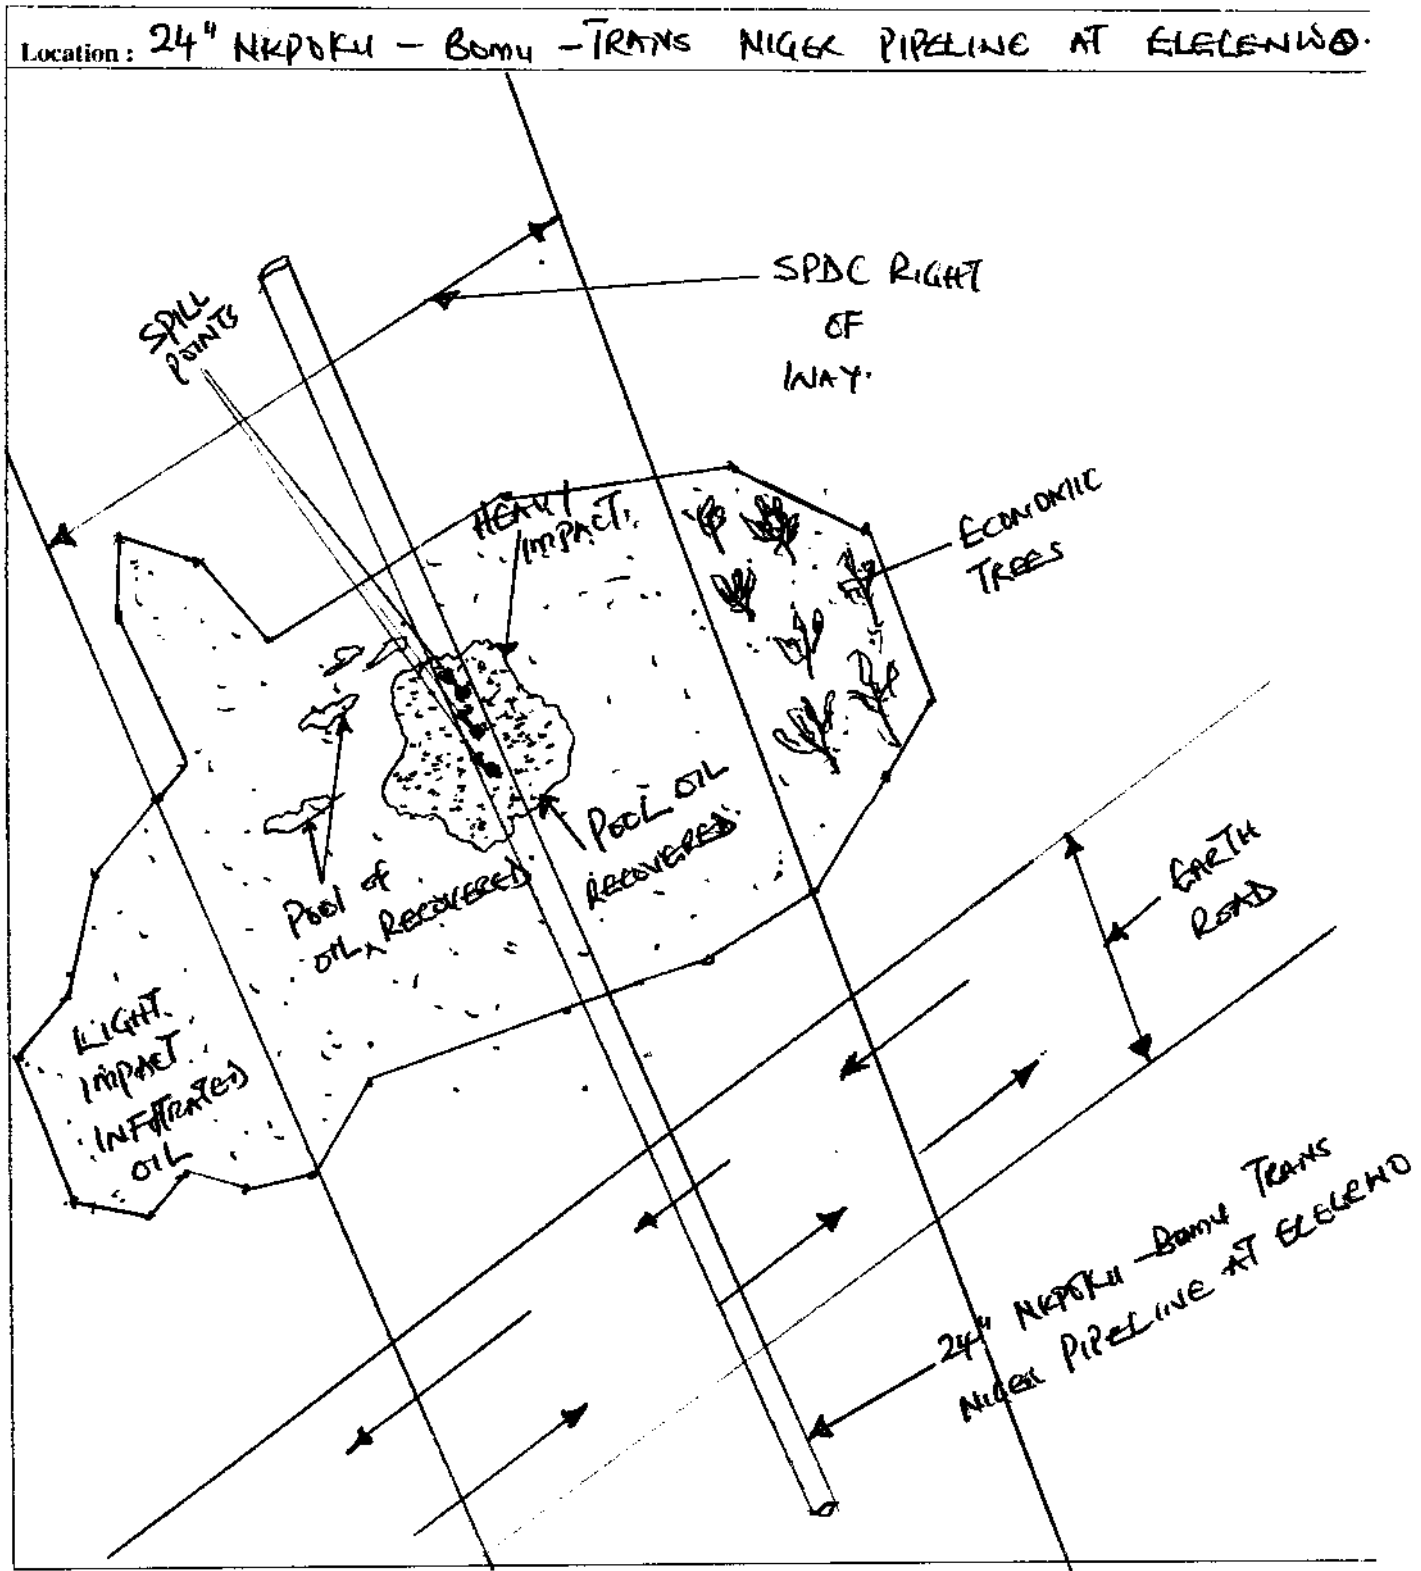 Location: 24" NKPOKU - BOMU - TRANS NIGER PIPELINE AT ELELENWO.
SPDC RIGHT
OF
WAY.
SPILL
POINTS
HEAVY
IMPACT.
ECONOMIC
TREES
POOL OIL
RECOVERED
POOL OF
OIL RECOVERED
EARTH
ROAD
LIGHT
IMPACT
INFILTRATED
OIL
24" NKPOKU - BOMU TRANS
NIGER PIPELINE AT ELELENWO